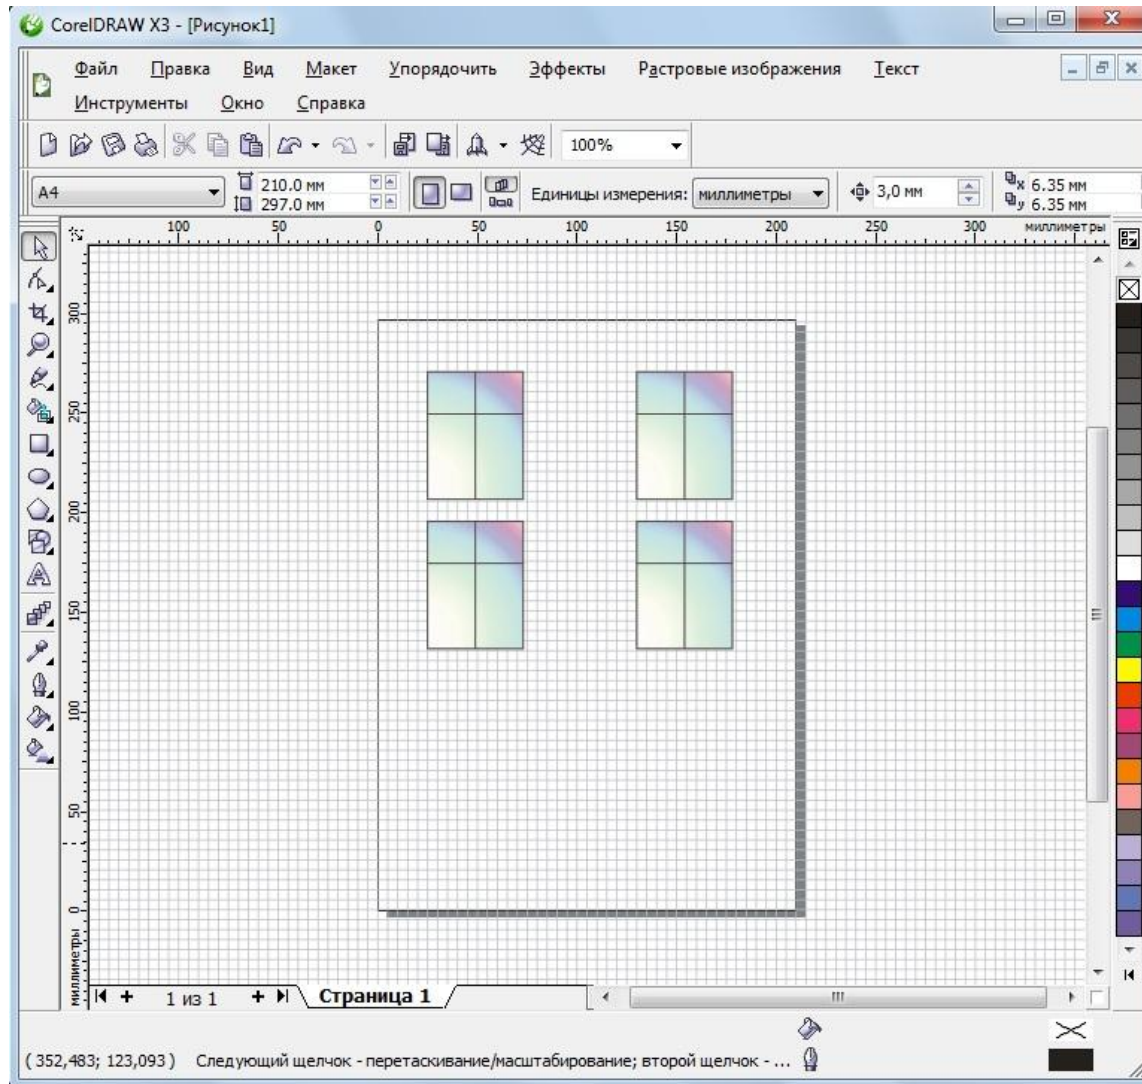 CorelDRAW X3 - [Рисунок1]
Файл Правка Вид Макет Упорядочить Эффекты Растровые изображения Текст
Инструменты Окно Справка
100%
A4 210.0 мм Единицы измерения: миллиметры 3,0 мм x 6.35 мм
297.0 мм y 6.35 мм
100 50 0 50 100 150 200 250 300 миллиметры
300
250
200
150
100
50
0
миллиметры
1 из 1 Страница 1
( 352,483; 123,093 ) Следующий щелчок - перетаскивание/масштабирование; второй щелчок - ...